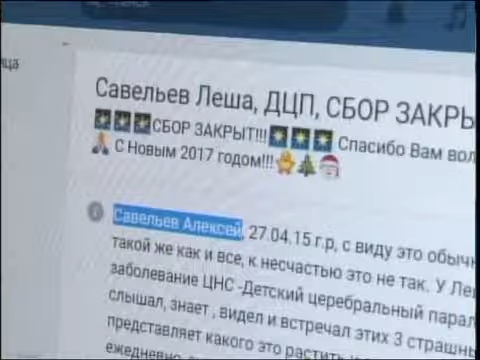 Савельев Леша, ДЦП, СБОР ЗАКРЫ
🎇🎇🎇СБОР ЗАКРЫТ!!!🎇🎇🎇 Спасибо Вам вол
🙏 С Новым 2017 годом!!!⭐🎄🎅
Савельев Алексей, 27.04.15 г.р, с виду это обычн
такой же как и все, к несчастью это не так. У Ле
заболевание ЦНС -Детский церебральный парал
слышал, знает , видел и встречал этих 3 страшны
представляет какого это растить
ежедневно